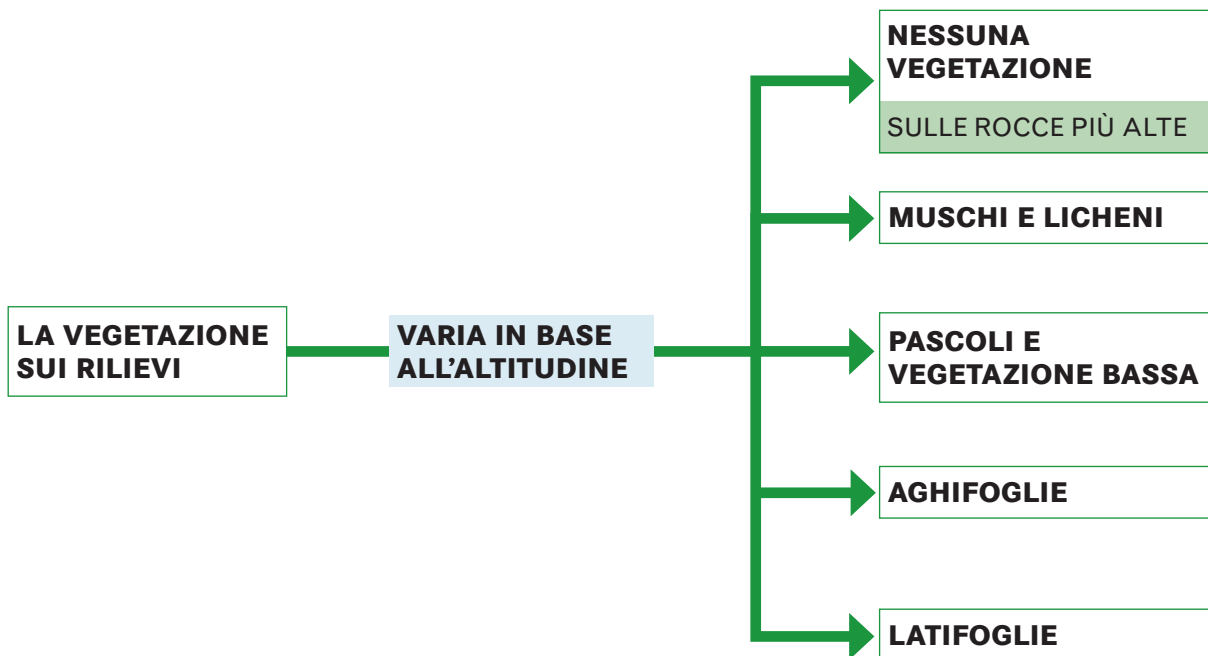 NESSUNA
VEGETAZIONE
SULLE ROCCE PIÙ ALTE
MUSCHI E LICHENI
LA VEGETAZIONE
SUI RILIEVI
VARIA IN BASE
ALL'ALTITUDINE
PASCOLI E
VEGETAZIONE BASSA
AGHIFOGLIE
LATIFOGLIE